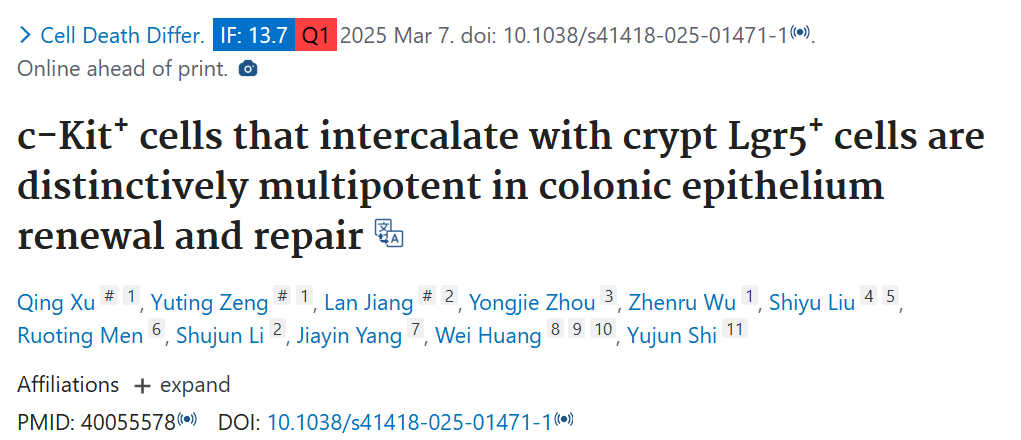 Cell Death Differ. IF: 13.7 Q1 2025 Mar 7. doi: 10.1038/s41418-025-01471-1.
Online ahead of print.
c-Kit+ cells that intercalate with crypt Lgr5+ cells are
distinctively multipotent in colonic epithelium
renewal and repair 文A
Qing Xu # 1, Yuting Zeng # 1, Lan Jiang # 2, Yongjie Zhou 3, Zhenru Wu 1, Shiyu Liu 4 5,
Ruoting Men 6, Shujun Li 2, Jiayin Yang 7, Wei Huang 8 9 10, Yujun Shi 11
Affiliations + expand
PMID: 40055578 DOI: 10.1038/s41418-025-01471-1